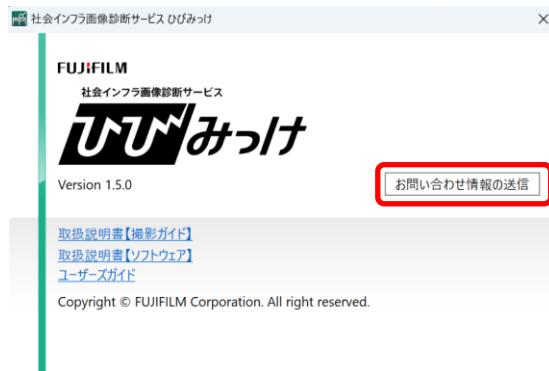 社会インフラ画像診断サービス ひびみっけ
FUJIFILM
社会インフラ画像診断サービス
ひびみっけ
Version 1.5.0
お問い合わせ情報の送信
取扱説明書【撮影ガイド】
取扱説明書【ソフトウェア】
ユーザーズガイド
Copyright © FUJIFILM Corporation. All right reserved.